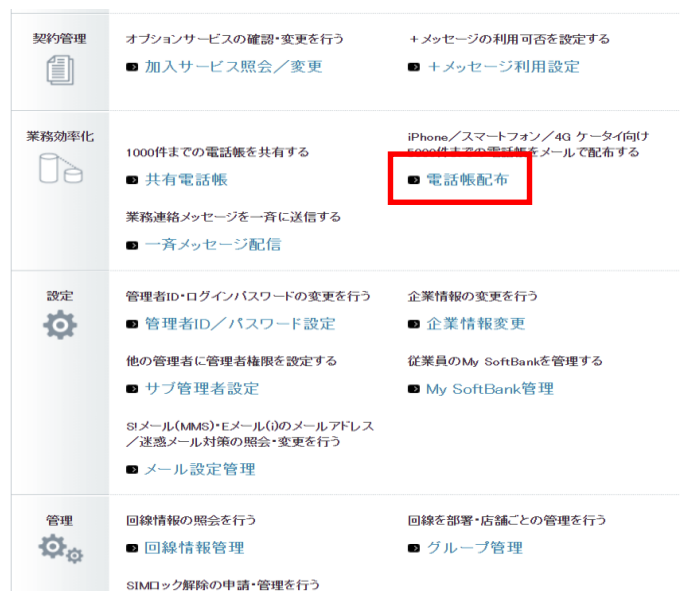 契約管理
オプションサービスの確認・変更を行う
加入サービス照会／変更
+メッセージの利用可否を設定する
+メッセージ利用設定
業務効率化
1000件までの電話帳を共有する
共有電話帳
iPhone／スマートフォン／4G ケータイ向け
5000件までの電話帳をメールで配布する
電話帳配布
業務連絡メッセージを一斉に送信する
一斉メッセージ配信
設定
管理者ID・ログインパスワードの変更を行う
管理者ID／パスワード設定
企業情報の変更を行う
企業情報変更
他の管理者に管理者権限を設定する
サブ管理者設定
従業員のMy SoftBankを管理する
My SoftBank管理
S!メール(MMS)・Eメール(i)のメールアドレス
／迷惑メール対策の照会・変更を行う
メール設定管理
管理
回線情報の照会を行う
回線情報管理
回線を部署・店舗ごとの管理を行う
グループ管理
SIMロック解除の申請・管理を行う